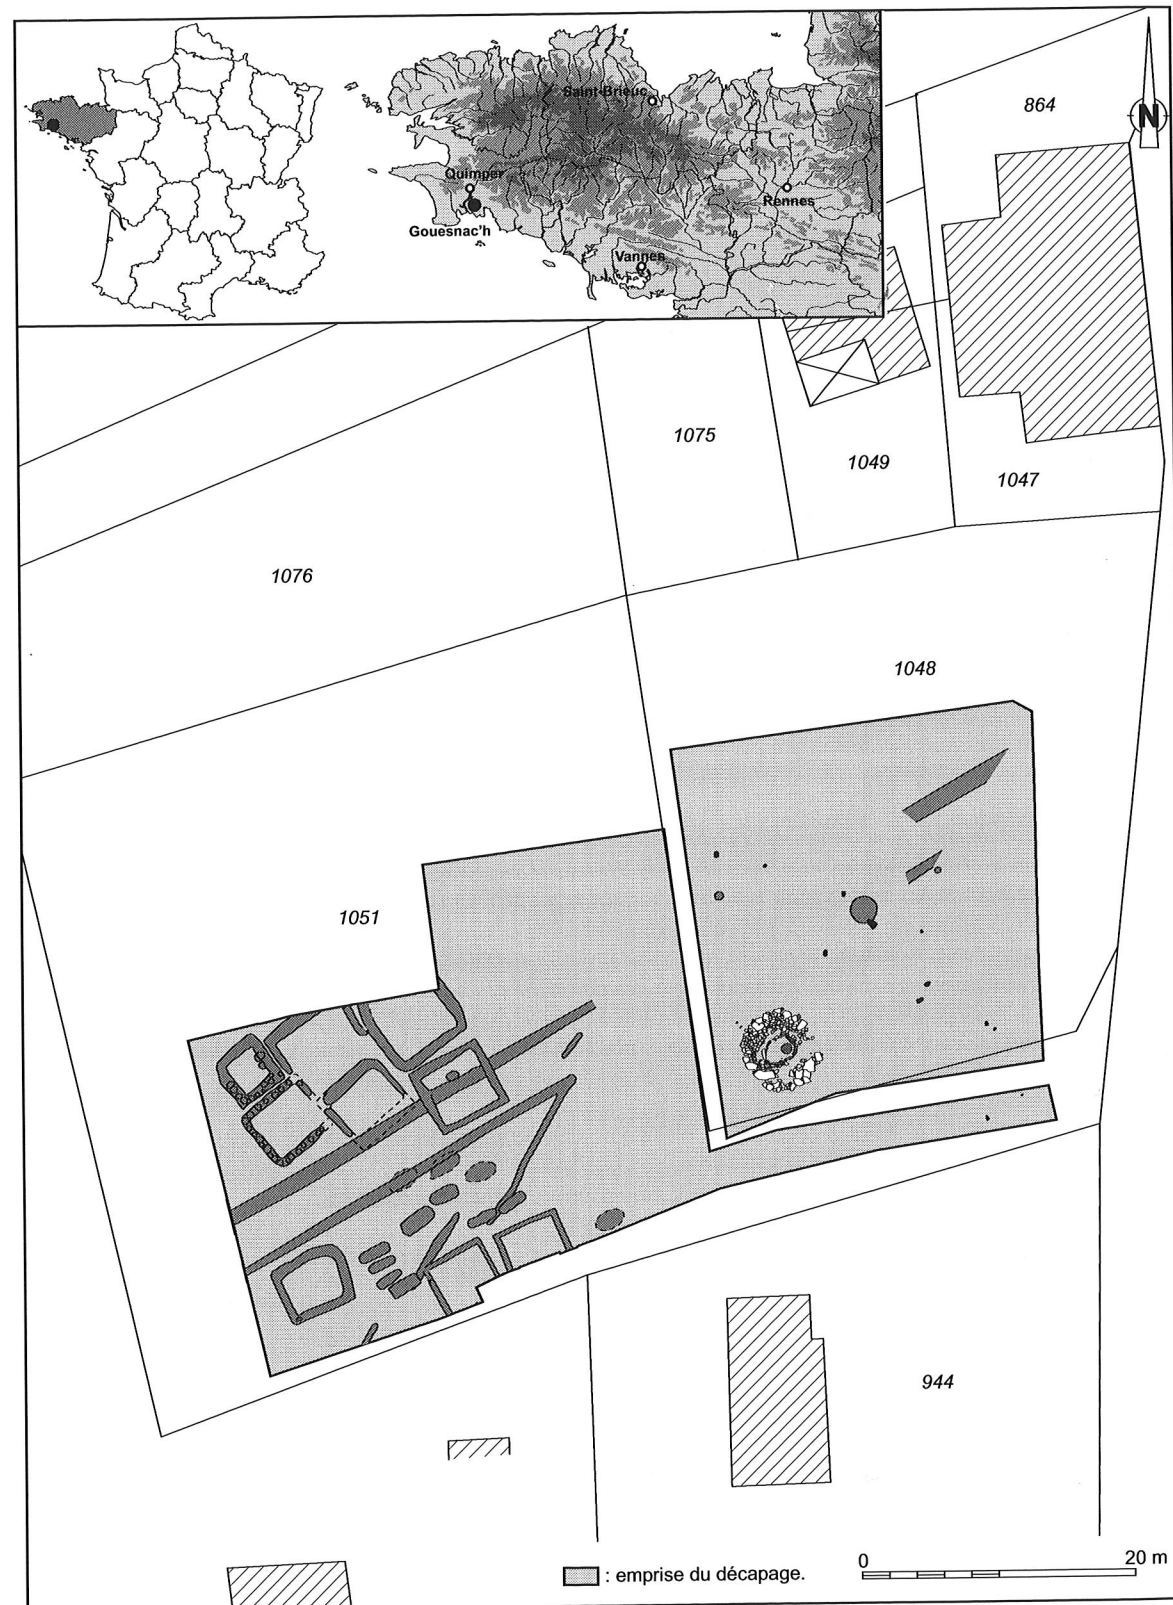 Saint-Brieuc
Quimper
Gouesnac'h
Rennes
Vannes
864
N
1075
1049
1047
1076
1048
1051
944
: emprise du décapage.
0
20 m